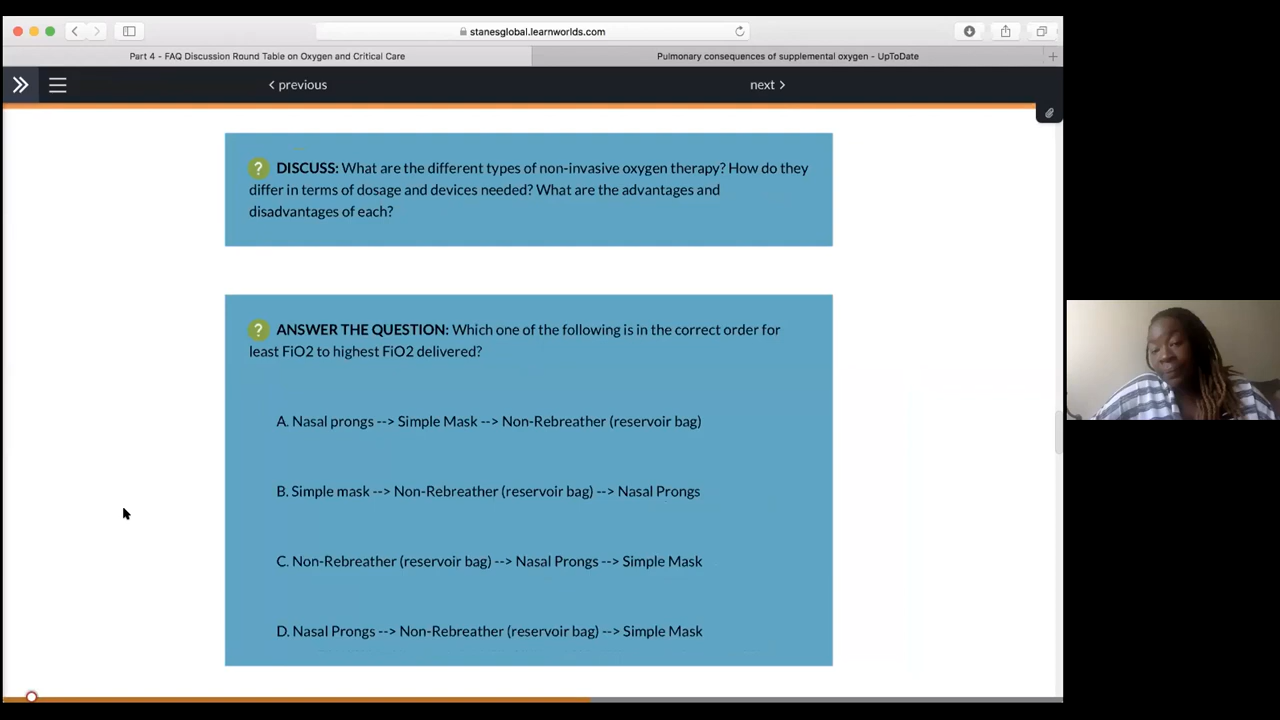 stanesglobal.learnworlds.com
Part 4 - FAQ Discussion Round Table on Oxygen and Critical Care
Pulmonary consequences of supplemental oxygen - UpToDate
previous
next
? DISCUSS: What are the different types of non-invasive oxygen therapy? How do they
differ in terms of dosage and devices needed? What are the advantages and
disadvantages of each?
? ANSWER THE QUESTION: Which one of the following is in the correct order for
least FiO2 to highest FiO2 delivered?
A. Nasal prongs --> Simple Mask --> Non-Rebreather (reservoir bag)
B. Simple mask --> Non-Rebreather (reservoir bag) --> Nasal Prongs
C. Non-Rebreather (reservoir bag) --> Nasal Prongs --> Simple Mask
D. Nasal Prongs --> Non-Rebreather (reservoir bag) --> Simple Mask